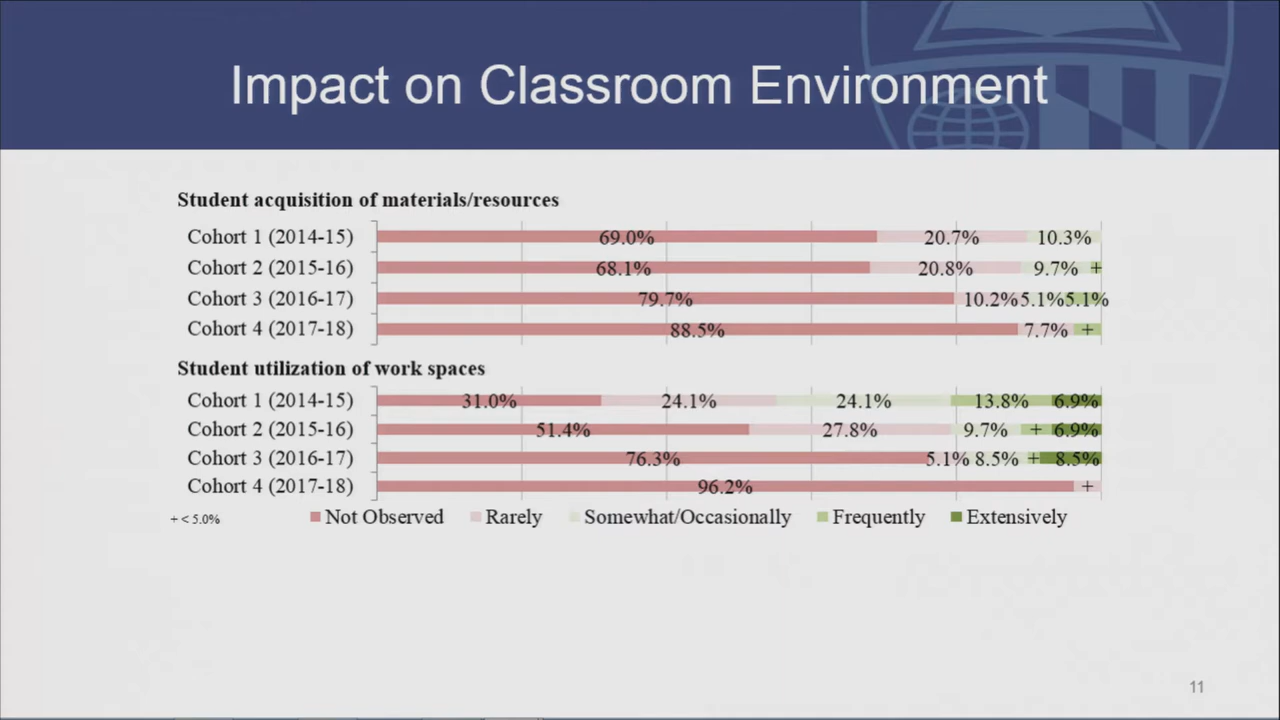 Impact on Classroom Environment
Student acquisition of materials/resources
Cohort 1 (2014-15) 69.0% 20.7% 10.3%
Cohort 2 (2015-16) 68.1% 20.8% 9.7% +
Cohort 3 (2016-17) 79.7% 10.2% 5.1% 5.1%
Cohort 4 (2017-18) 88.5% 7.7% +
Student utilization of work spaces
Cohort 1 (2014-15) 31.0% 24.1% 24.1% 13.8% 6.9%
Cohort 2 (2015-16) 51.4% 27.8% 9.7% + 6.9%
Cohort 3 (2016-17) 76.3% 5.1% 8.5% + 8.5%
Cohort 4 (2017-18) 96.2% +
+ < 5.0% Not Observed Rarely Somewhat/Occasionally Frequently Extensively
11